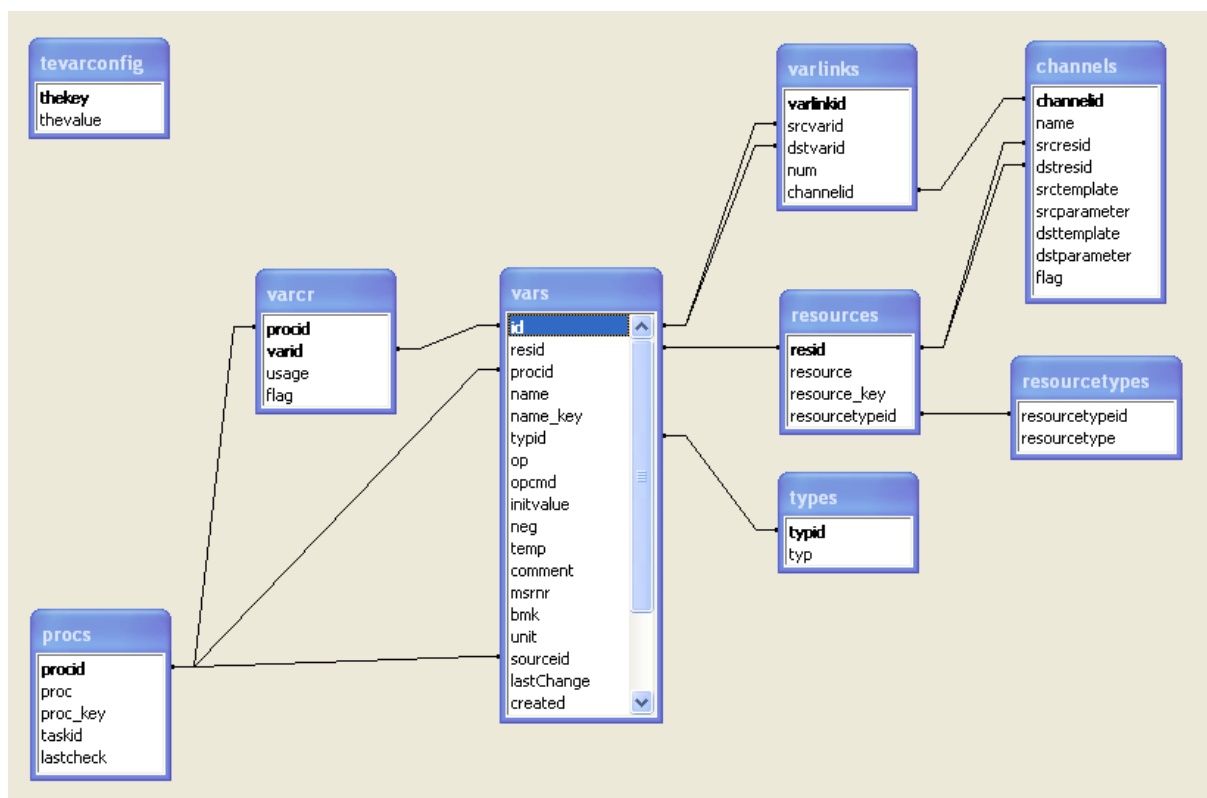 tevarconfig
thekey
thevalue
varlinks
varlinkid
srcvarid
dstvarid
num
channelid
channels
channelid
name
srcresid
dstresid
srctemplate
srcparameter
dsttemplate
dstparameter
flag
varcr
procid
varid
usage
flag
vars
id
resid
procid
name
name_key
typid
op
opcmd
initvalue
neg
temp
comment
msrnr
bmk
unit
sourceid
lastChange
created
resources
resid
resource
resource_key
resourcetypeid
resourcetypes
resourcetypeid
resourcetype
types
typid
typ
procs
procid
proc
proc_key
taskid
lastcheck